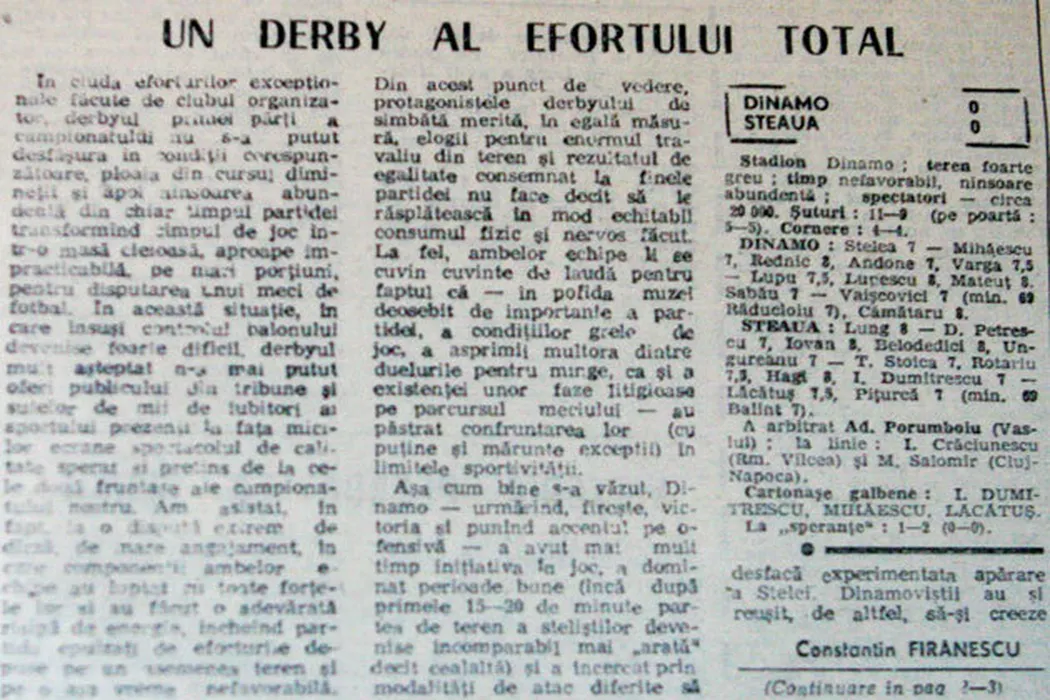 UN DERBY AL EFORTULUI TOTAL
In ciuda eforturilor excepțio-
nale făcute de clubul organiza-
tor, derbyul primei părți a
campionatului nu s-a putut
desfășura în condiții corespun-
zătoare, ploaia din cursul dimi-
neții și apoi ninsoarea abun-
dentă din chiar timpul partidei
transformînd cîmpul de joc în-
tr-o masă cleioasă, aproape im-
practicabilă, pe mari porțiuni,
pentru disputarea unui meci de
fotbal. În această situație, în
care însuși controlul balonului
devenise foarte dificil, derbyul
mult așteptat n-a mai putut
oferi publicului din tribune și
sutelor de mii de iubitori ai
sportului prezenți la fața mici-
lor ecrane spectacolul de cali-
tate sperat și pretins de la ce-
le două fruntașe ale campiona-
tului nostru. Am asistat, în
fapt, la o dispută extrem de
dîrză, de mare angajament, în
care componenții ambelor e-
chipe au luptat cu toate forțe-
le lor și au făcut o adevărată
risipă de energie, încheind par-
tida epuizați de eforturile de-
puse pe un asemenea teren și
pe o așa vreme nefavorabilă.
Din acest punct de vedere,
protagonistele derbyului de
sîmbătă merită, în egală măsu-
ră, elogii pentru enormul tra-
valiu din teren și rezultatul de
egalitate consemnat la finele
partidei nu face decît să le
răsplătească în mod echitabil
consumul fizic și nervos făcut.
La fel, ambelor echipe li se
cuvin cuvinte de laudă pentru
faptul că — în pofida mizei
deosebit de importante a par-
tidei, a condițiilor grele de
joc, a asprimii multora dintre
duelurile pentru minge, ca și a
existenței unor faze litigioase
pe parcursul meciului — au
păstrat confruntarea lor (cu
puține și mărunte excepții) în
limitele sportivității.
Așa cum bine s-a văzut, Di-
namo — urmărind, firește, vic-
toria și punînd accentul pe o-
fensivă — a avut mai mult
timp inițiativa în joc, a domi-
nat perioade bune (încă după
primele 15—20 de minute par-
tea de teren a steliștilor deve-
nise incomparabil mai „arată“
decît cealaltă) și a încercat prin
modalități de atac diferite să
DINAMO 0
STEAUA 0
Stadion Dinamo ; teren foarte
greu ; timp nefavorabil, ninsoare
abundentă ; spectatori — circa
20 000. Șuturi : 11—9 (pe poartă :
5—5). Cornere : 4—4.
DINAMO : Stelea 7 — Mihăescu
7, Rednic 8, Andone 7, Varga 7,5
— Lupu 7,5, Lupescu 8, Mateuț 8,
Sabău 7 — Vaișcovici 7 (min. 69
Răducioiu 7), Cămătaru 8.
STEAUA : Lung 8 — D. Petres-
cu 7, Iovan 8, Belodedici 8, Un-
gureanu 7 — T. Stoica 7, Rotariu
7,5, Hagi 8, I. Dumitrescu 7 —
Lăcătuș 7,5, Pițurcă 7 (min. 69
Balint 7).
A arbitrat Ad. Porumboiu (Vas-
lui) ; la linie : I. Crăciunescu
(Rm. Vîlcea) și M. Salomir (Cluj-
Napoca).
Cartonașe galbene : I. DUMI-
TRESCU, MIHĂESCU, LĂCĂTUȘ.
La „speranțe“ : 1—2 (0—0).
desfacă experimentata apărare
a Stelei. Dinamoviștii au și
reușit, de altfel, să-și creeze
Constantin FIRĂNESCU
(Continuare în pag 2—3)